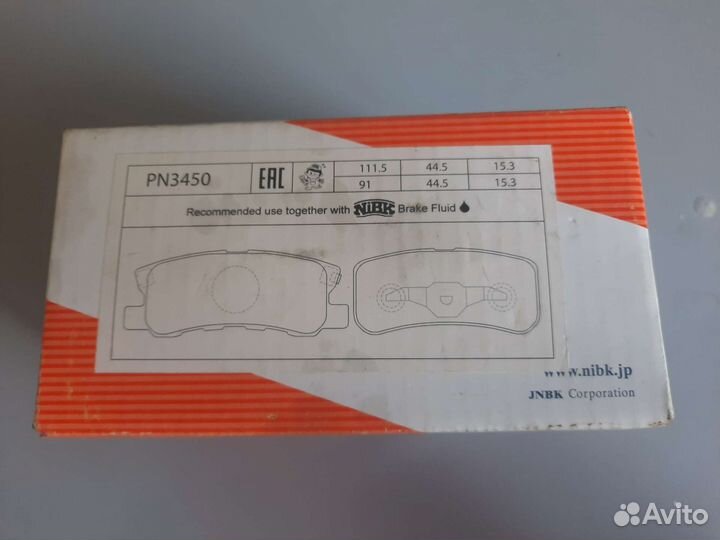 PN3450 EAC 111.5 44.5 15.3
91 44.5 15.3
Recommended use together with NiBK Brake Fluid
www.nibk.jp
JNBK Corporation
Avito